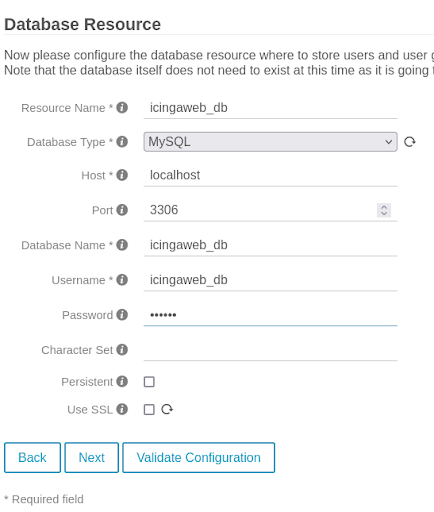 Database Resource
Now please configure the database resource where to store users and user
Note that the database itself does not need to exist at this time as it is going
Resource Name * icingaweb_db
Database Type * MySQL
Host * localhost
Port 3306
Database Name * icingaweb_db
Username * icingaweb_db
Password ••••••
Character Set
Persistent
Use SSL
Back Next Validate Configuration
* Required field